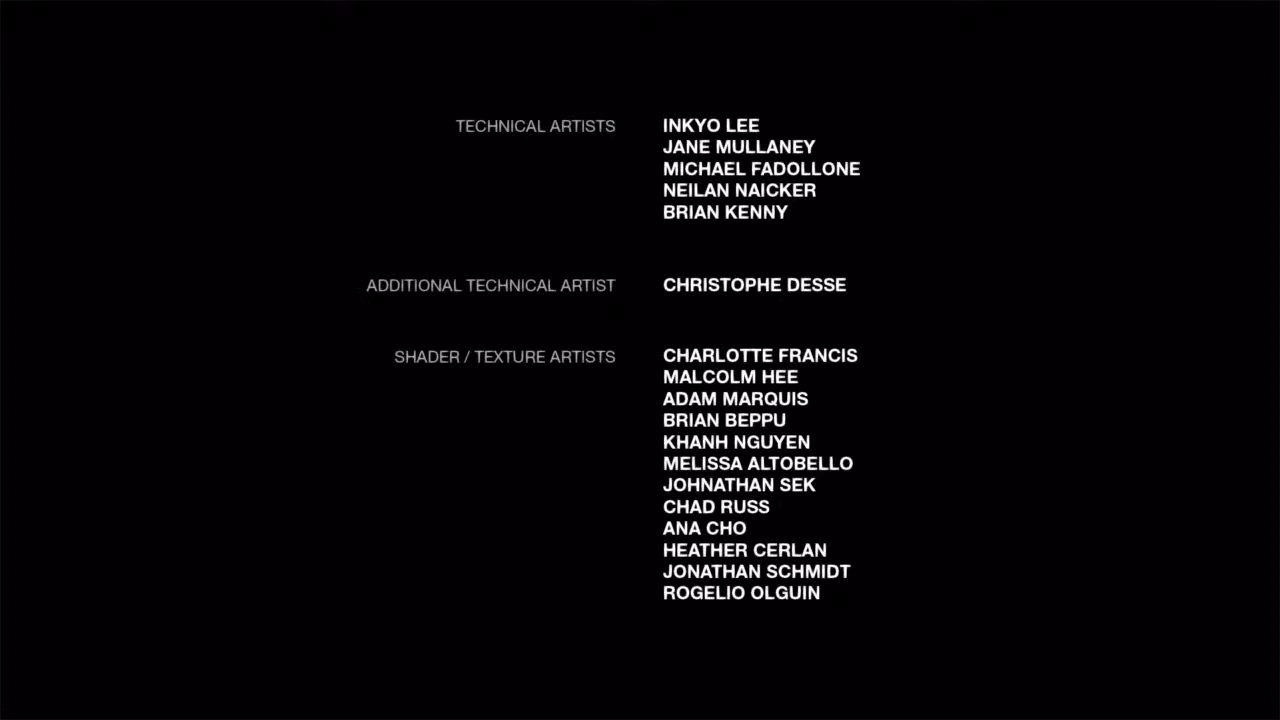 TECHNICAL ARTISTS INKYO LEE
JANE MULLANEY
MICHAEL FADOLLONE
NEILAN NAICKER
BRIAN KENNY
ADDITIONAL TECHNICAL ARTIST CHRISTOPHE DESSE
SHADER / TEXTURE ARTISTS CHARLOTTE FRANCIS
MALCOLM HEE
ADAM MARQUIS
BRIAN BEPPU
KHANH NGUYEN
MELISSA ALTOBELLO
JOHNATHAN SEK
CHAD RUSS
ANA CHO
HEATHER CERLAN
JONATHAN SCHMIDT
ROGELIO OLGUIN